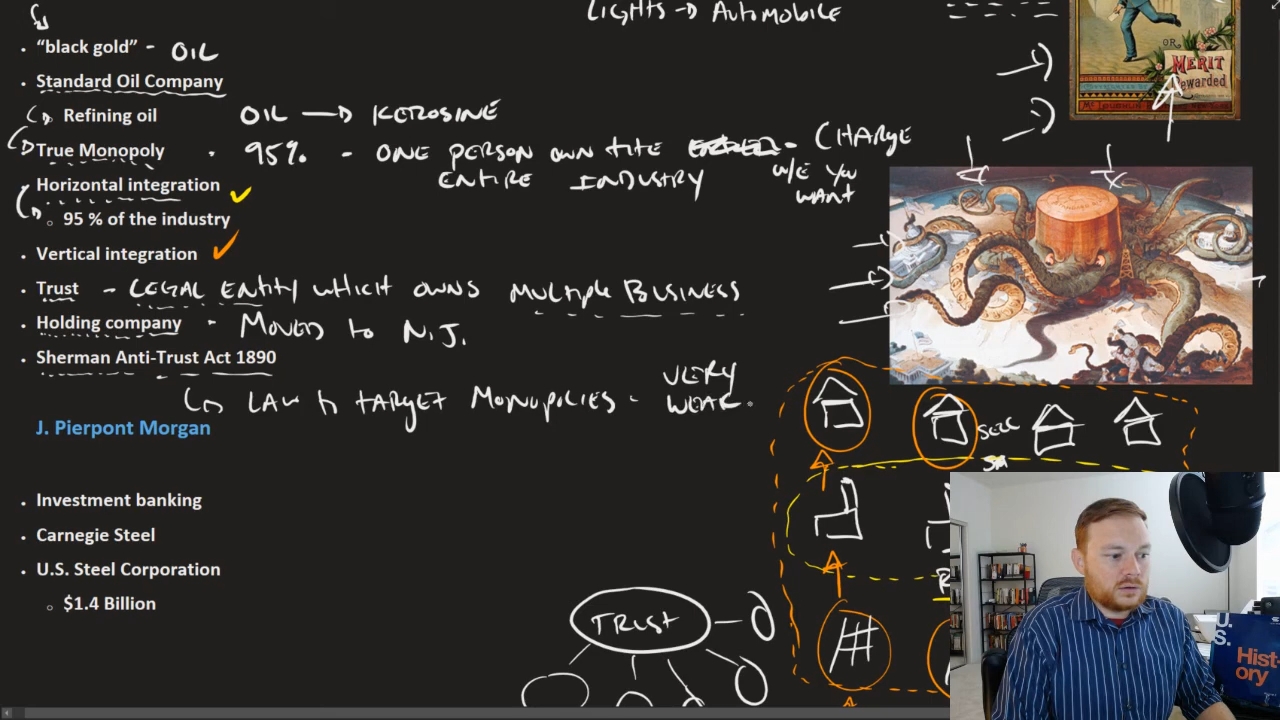 LIGHTS → AUTOMOBILE
• "black gold" - OIL
• Standard Oil Company
Refining oil OIL → KEROSINE
• True Monopoly - 95% - ONE PERSON OWN THE - CHARGE
ENTIRE INDUSTRY W/E YOU
WANT
Horizontal integration
○ 95 % of the industry
• Vertical integration
• Trust - LEGAL ENTITY WHICH OWNS MULTIPLE BUSINESS
• Holding company - MOVED to N.J.
• Sherman Anti-Trust Act 1890
LAW to TARGET MONOPOLIES - VERY
WEAK
J. Pierpont Morgan
• Investment banking
• Carnegie Steel
• U.S. Steel Corporation
○ $1.4 Billion
TRUST
OR
MERIT
Rewarded
U.
S.
Hist-
ory